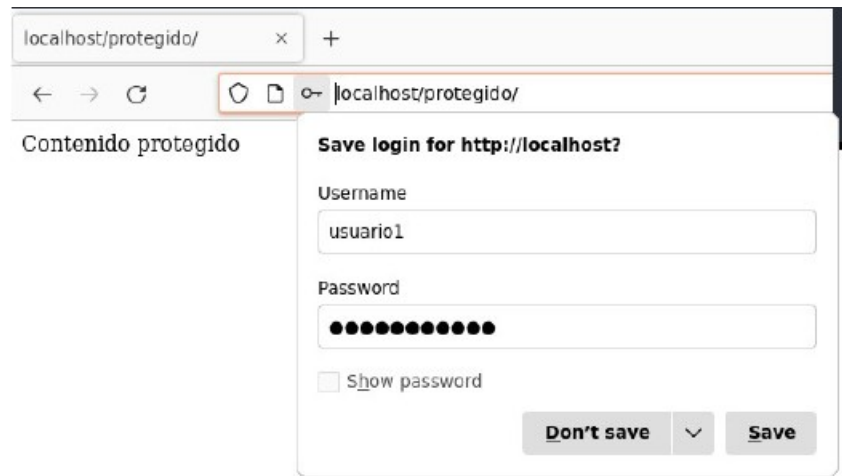 localhost/protegido/
localhost/protegido/
Contenido protegido
Save login for http://localhost?
Username
usuario1
Password
●●●●●●●●●●●
Show password
Don't save
Save